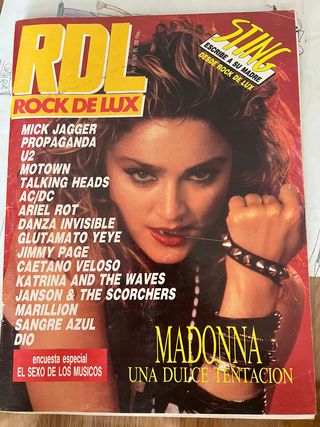 RDL
ROCK DE LUX
STING
ESCRIBE A SU MADRE
DESDE ROCK DE LUX
MICK JAGGER
PROPAGANDA
U2
MOTOWN
TALKING HEADS
AC/DC
ARIEL ROT
DANZA INVISIBLE
GLUTAMATO YEYE
JIMMY PAGE
CAETANO VELOSO
KATRINA AND THE WAVES
JANSON & THE SCORCHERS
MARILLION
SANGRE AZUL
DIO
encuesta especial
EL SEXO DE LOS MUSICOS
MADONNA
UNA DULCE TENTACION